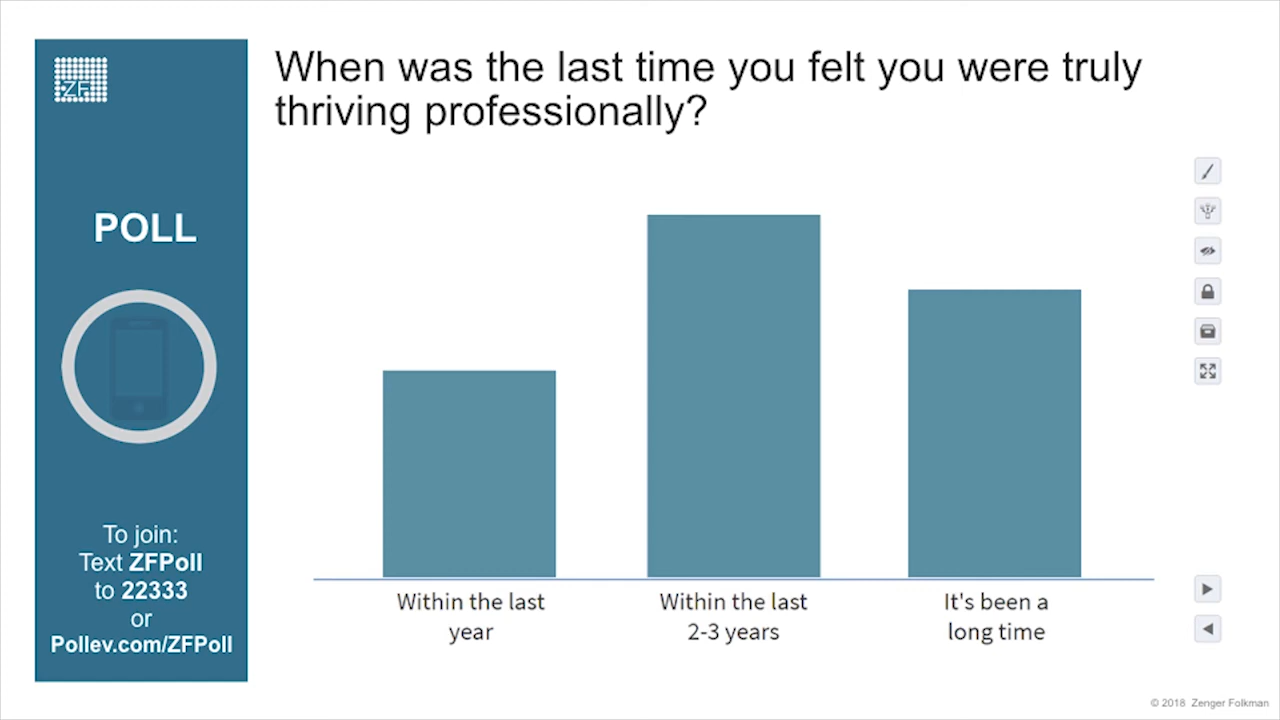 ZF
POLL
To join:
Text ZFPoll
to 22333
or
Pollev.com/ZFPoll
When was the last time you felt you were truly
thriving professionally?
Within the last
year
Within the last
2-3 years
It's been a
long time
© 2018 Zenger Folkman